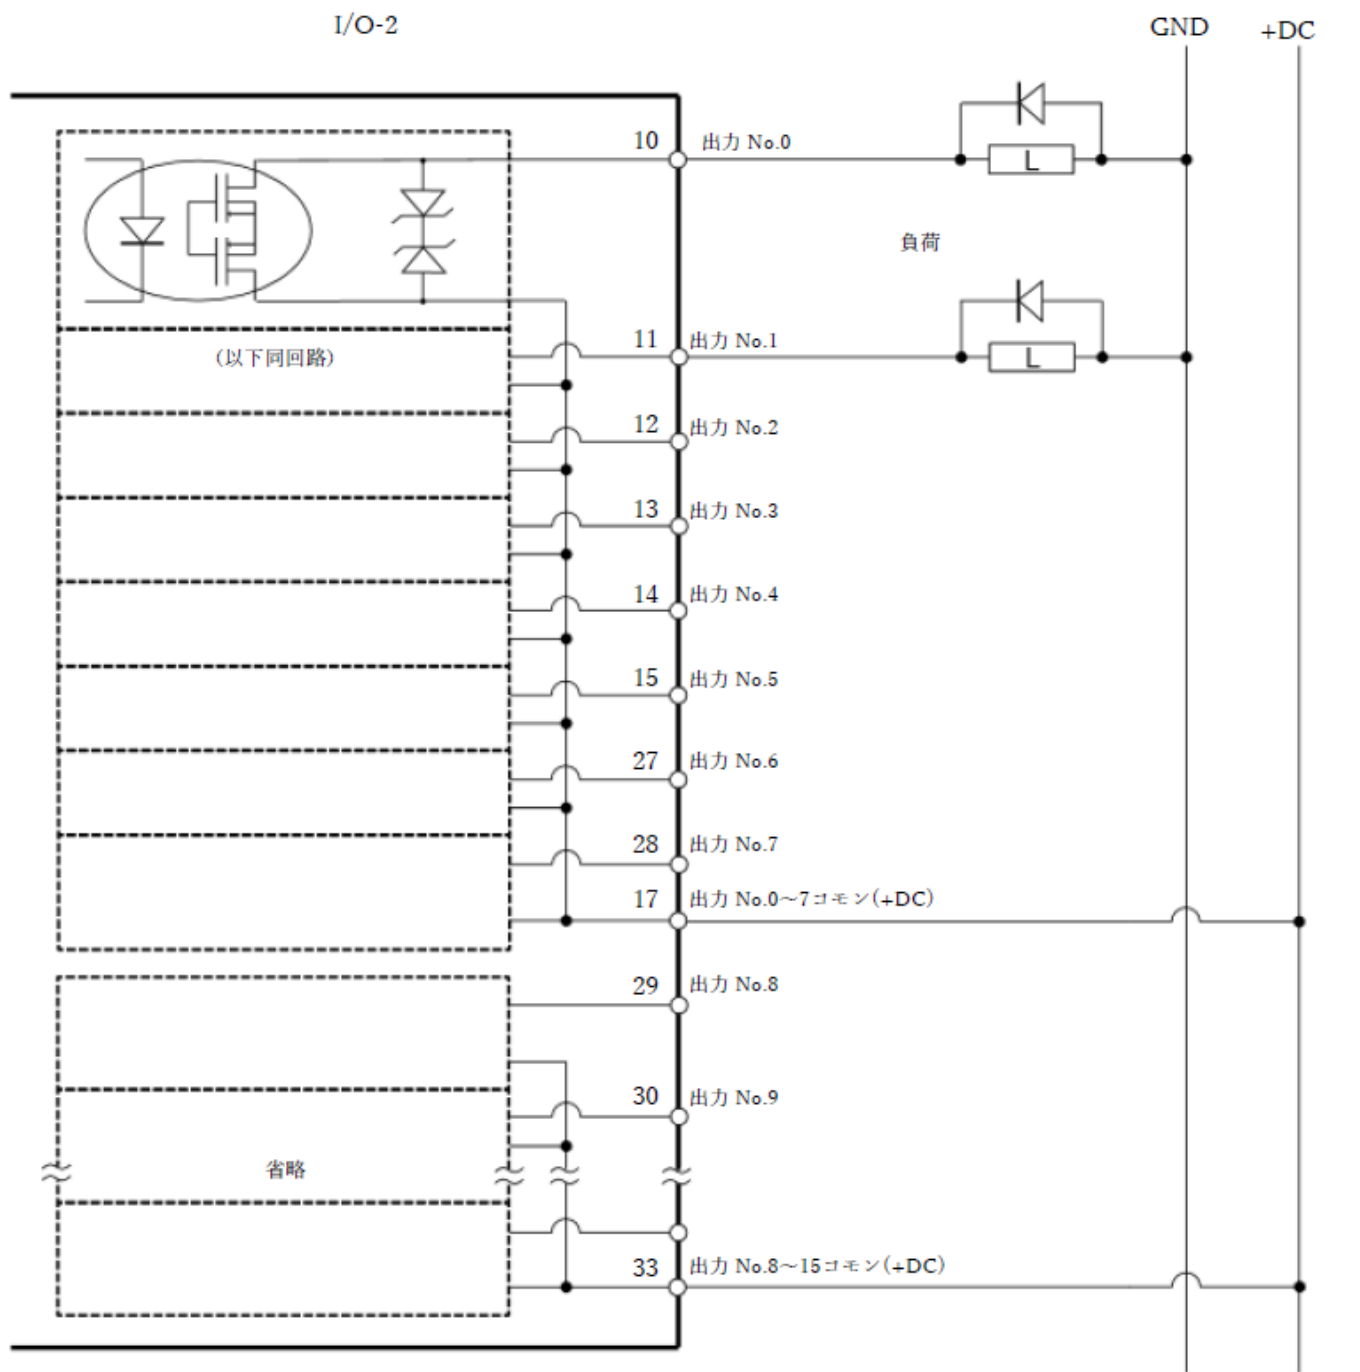 I/O-2
GND
+DC
10
出力 No.0
L
負荷
11
出力 No.1
L
(以下同回路)
12
出力 No.2
13
出力 No.3
14
出力 No.4
15
出力 No.5
27
出力 No.6
28
出力 No.7
17
出力 No.0～7コモン(+DC)
29
出力 No.8
30
出力 No.9
省略
33
出力 No.8～15コモン(+DC)